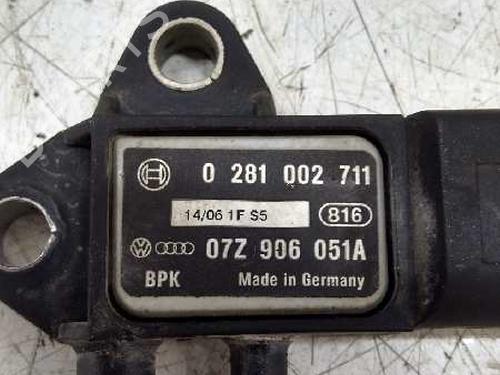 0 281 002 711
14/06 1F S5
816
07Z 906 051A
BPK Made in Germany